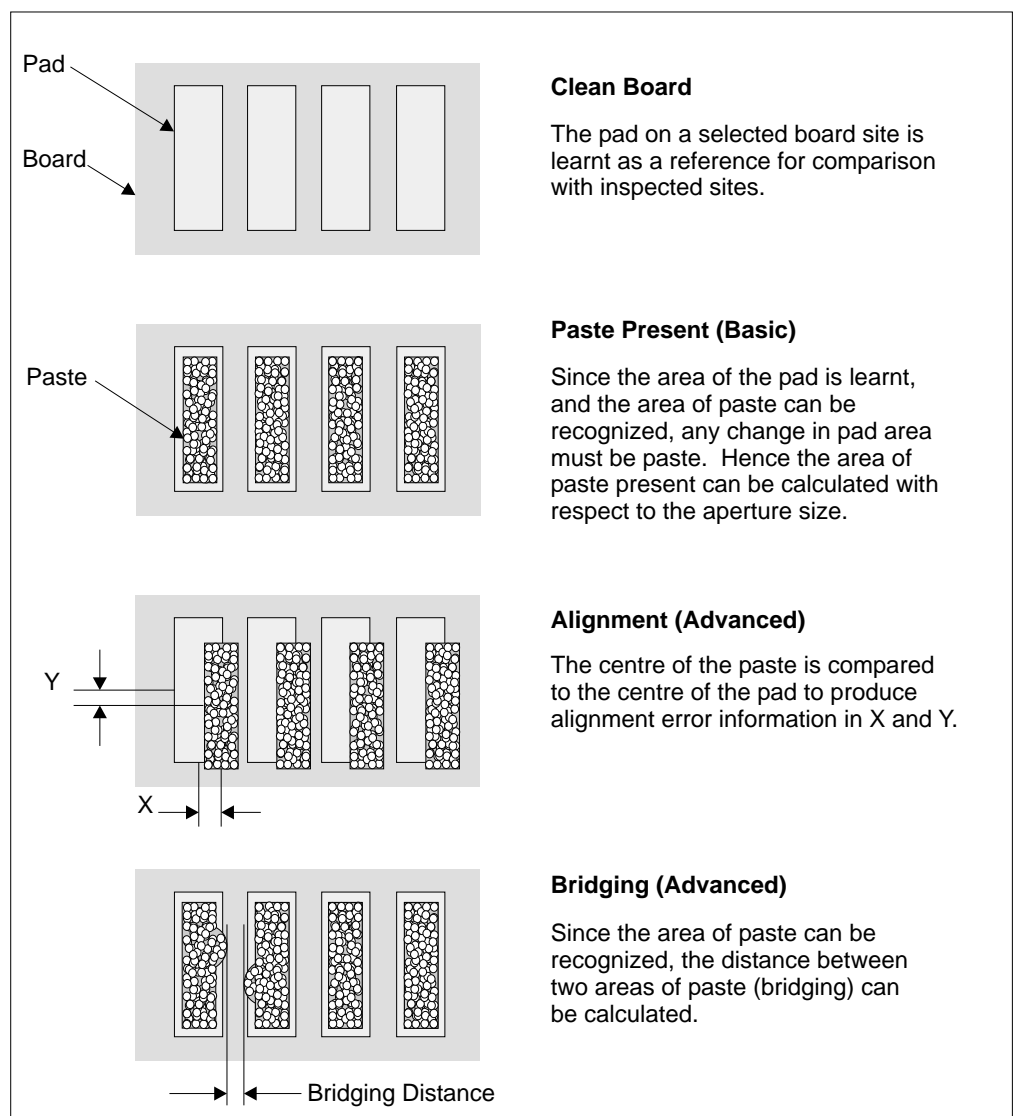 Pad
Board
Clean Board
The pad on a selected board site is
learnt as a reference for comparison
with inspected sites.
Paste
Paste Present (Basic)
Since the area of the pad is learnt,
and the area of paste can be
recognized, any change in pad area
must be paste.  Hence the area of
paste present can be calculated with
respect to the aperture size.
Y
X
Alignment (Advanced)
The centre of the paste is compared
to the centre of the pad to produce
alignment error information in X and Y.
Bridging (Advanced)
Since the area of paste can be
recognized, the distance between
two areas of paste (bridging) can
be calculated.
Bridging Distance